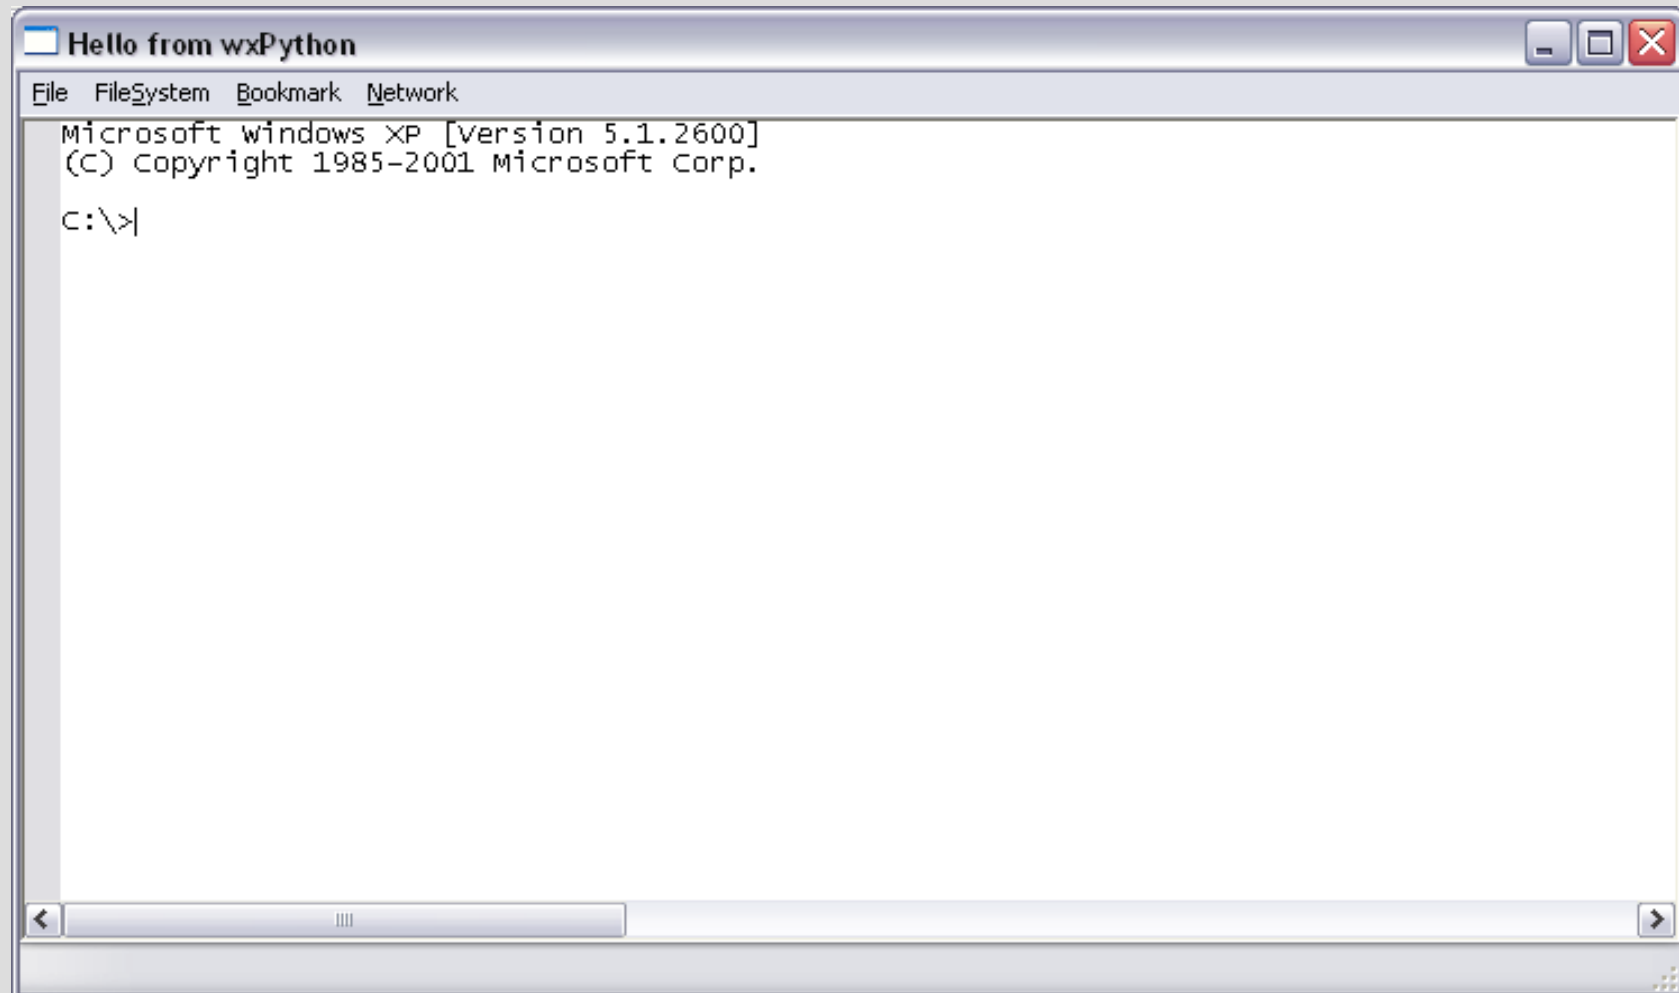 Hello from wxPython
File FileSystem Bookmark Network
Microsoft Windows XP [Version 5.1.2600]
(C) Copyright 1985-2001 Microsoft Corp.
C:\>